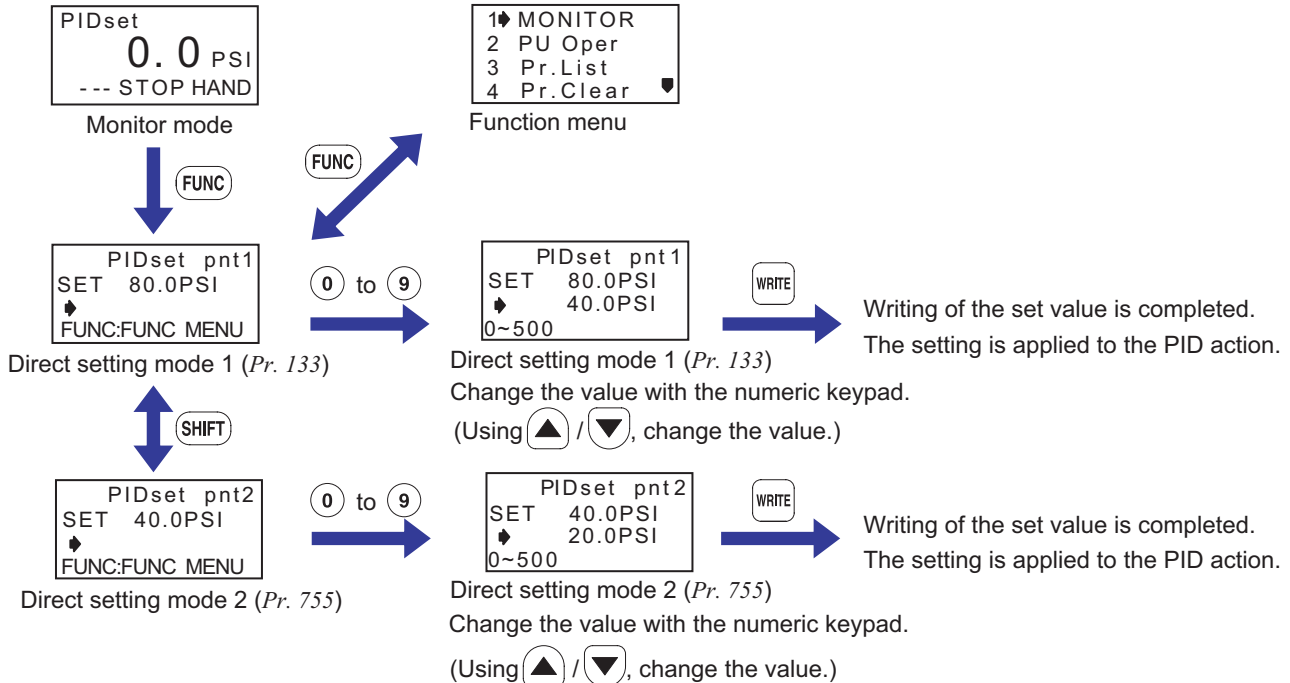 PIDset
0.0 PSI
--- STOP HAND
Monitor mode
1 MONITOR
2 PU Oper
3 Pr.List
4 Pr.Clear
Function menu
FUNC
FUNC
PIDset pnt1
SET 80.0PSI
FUNC:FUNC MENU
Direct setting mode 1 (Pr. 133)
0 to 9
PIDset pnt1
SET 80.0PSI
40.0PSI
0~500
Direct setting mode 1 (Pr. 133)
Change the value with the numeric keypad.
(Using ▲ / ▼, change the value.)
WRITE
Writing of the set value is completed.
The setting is applied to the PID action.
SHIFT
PIDset pnt2
SET 40.0PSI
FUNC:FUNC MENU
Direct setting mode 2 (Pr. 755)
0 to 9
PIDset pnt2
SET 40.0PSI
20.0PSI
0~500
Direct setting mode 2 (Pr. 755)
Change the value with the numeric keypad.
(Using ▲ / ▼, change the value.)
WRITE
Writing of the set value is completed.
The setting is applied to the PID action.